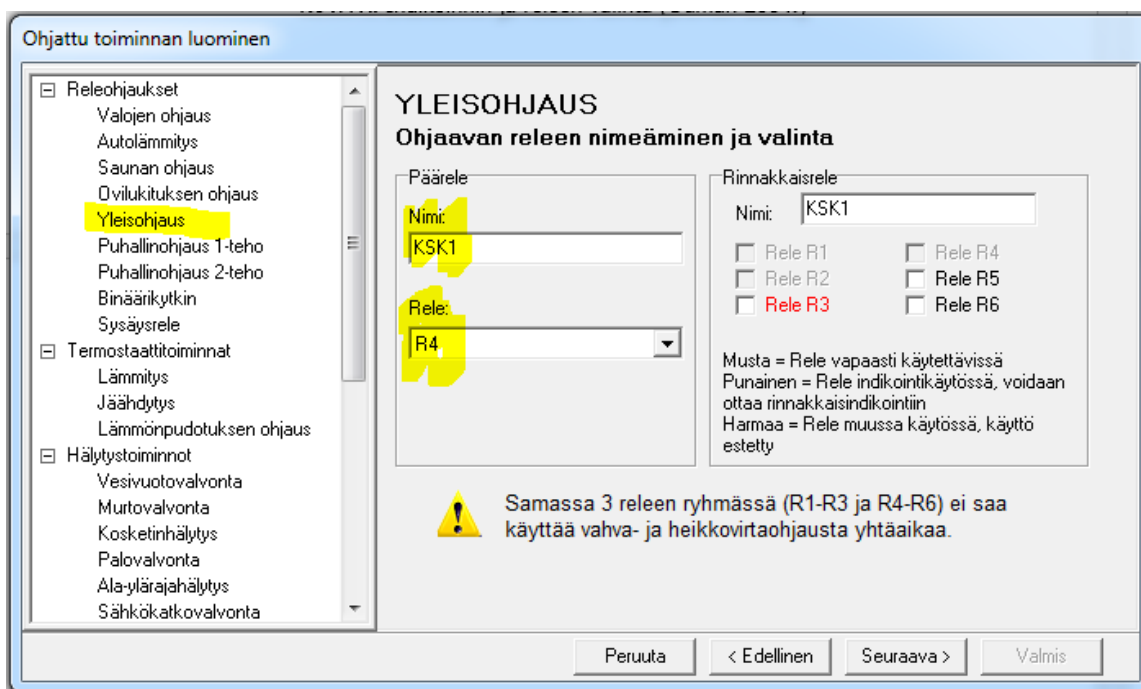 Ohjattu toiminnan luominen
Releohjaukset
Valojen ohjaus
Autolämmitys
Saunan ohjaus
Ovilukituksen ohjaus
Yleisohjaus
Puhallinohjaus 1-teho
Puhallinohjaus 2-teho
Binäärikytkin
Sysäysrele
Termostaattitoiminnat
Lämmitys
Jäähdytys
Lämmönpudotuksen ohjaus
Hälytystoiminnot
Vesivuotovalvonta
Murtovalvonta
Kosketinhälytys
Palovalvonta
Ala-ylärajahälytys
Sähkökatkovalvonta
YLEISOHJAUS
Ohjaavan releen nimeäminen ja valinta
Päärele
Nimi:
KSK1
Rele:
R4
Rinnakkaisrele
Nimi: KSK1
Rele R1 Rele R4
Rele R2 Rele R5
Rele R3 Rele R6
Musta = Rele vapaasti käytettävissä
Punainen = Rele indikointikäytössä, voidaan
ottaa rinnakkaisindikointiin
Harmaa = Rele muussa käytössä, käyttö
estetty
Samassa 3 releen ryhmässä (R1-R3 ja R4-R6) ei saa
käyttää vahva- ja heikkovirtaohjausta yhtäaikaa.
Peruuta < Edellinen Seuraava > Valmis